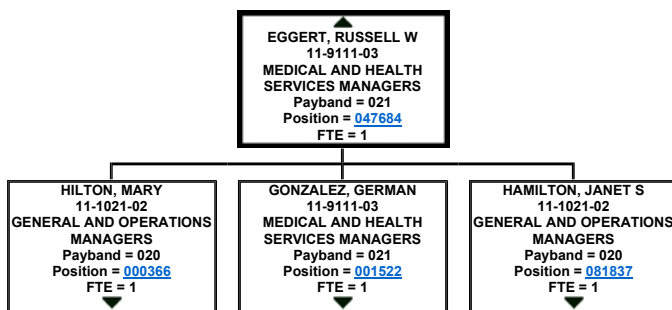 EGGERT, RUSSELL W
11-9111-03
MEDICAL AND HEALTH
SERVICES MANAGERS
Payband = 021
Position = 047684
FTE = 1
HILTON, MARY
11-1021-02
GENERAL AND OPERATIONS
MANAGERS
Payband = 020
Position = 000366
FTE = 1
GONZALEZ, GERMAN
11-9111-03
MEDICAL AND HEALTH
SERVICES MANAGERS
Payband = 021
Position = 001522
FTE = 1
HAMILTON, JANET S
11-1021-02
GENERAL AND OPERATIONS
MANAGERS
Payband = 020
Position = 081837
FTE = 1